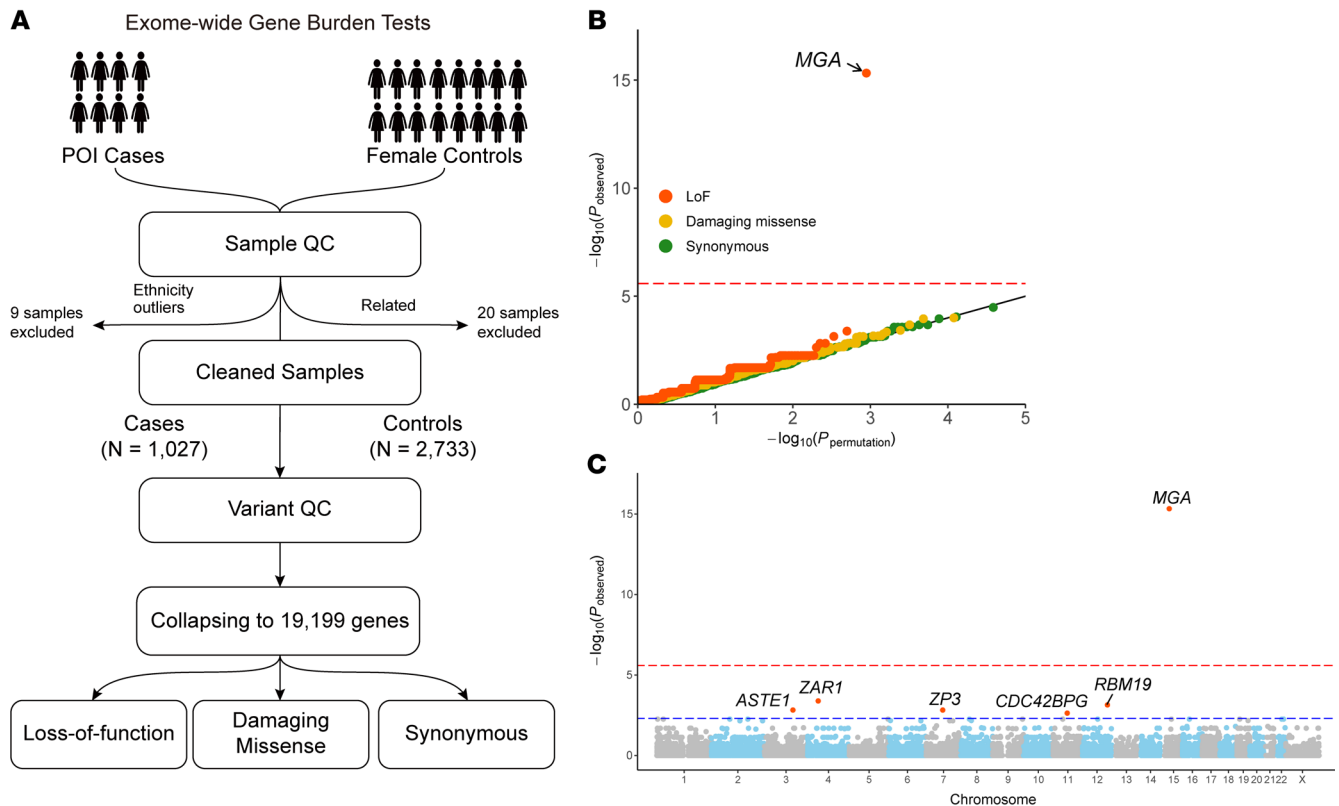 A
Exome-wide Gene Burden Tests
POI Cases
Female Controls
Sample QC
Ethnicity
outliers
Related
9 samples
excluded
20 samples
excluded
Cleaned Samples
Cases
(N = 1,027)
Controls
(N = 2,733)
Variant QC
Collapsing to 19,199 genes
Loss-of-function
Damaging
Missense
Synonymous
B
MGA
−log10(Pobserved)
15
10
5
0
LoF
Damaging missense
Synonymous
0 1 2 3 4 5
−log10(Ppermutation)
C
MGA
−log10(Pobserved)
15
10
5
0
ASTE1
ZAR1
ZP3
CDC42BPG
RBM19
1 2 3 4 5 6 7 8 9 10 11 12 13 14 15 16 17 18 19 20 21 22 X
Chromosome